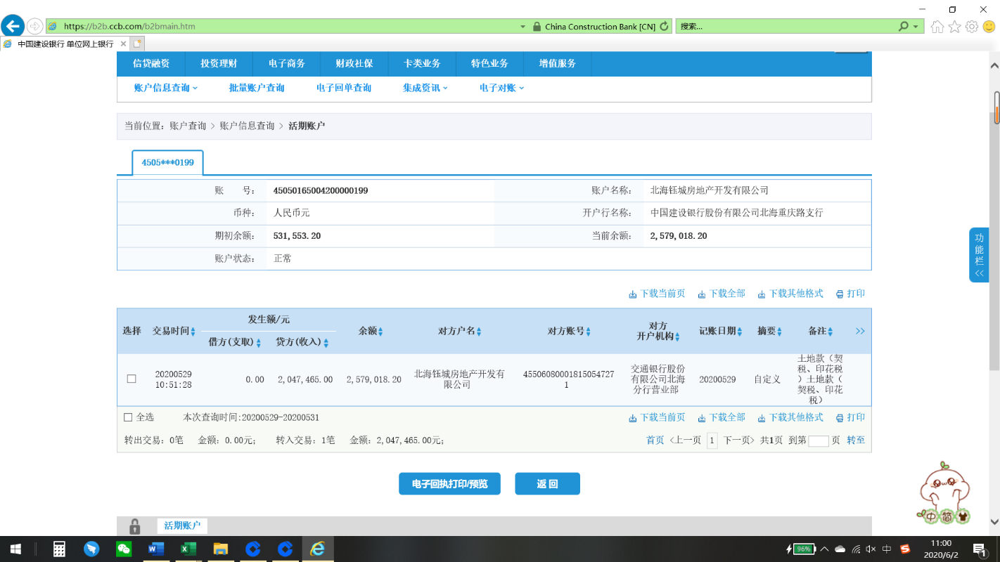 https://b2b.ccb.com/b2bmain.htm
China Construction Bank [CN]
搜索...
中国建设银行 单位网上银行
信贷融资 投资理财 电子商务 财政社保 卡类业务 特色业务 增值服务
账户信息查询 批量账户查询 电子回单查询 集成资讯 电子对账
当前位置: 账户查询 > 账户信息查询 > 活期账户
4505***0199
账 号: 45050165004200000199 账户名称: 北海钰城房地产开发有限公司
币种: 人民币元 开户行名称: 中国建设银行股份有限公司北海重庆路支行
期初余额: 531,553.20 当前余额: 2,579,018.20
账户状态: 正常
功
能
栏
<<
下载当前页 下载全部 下载其他格式 打印
选择 交易时间 发生额/元 余额 对方户名 对方账号 对方 记账日期 摘要 备注 >>
借方(支取) 贷方(收入) 开户机构
20200529
10:51:28
0.00 2,047,465.00 2,579,018.20
北海钰城房地产开发有
限公司
45506080001815054727
1
交通银行股份
有限公司北海
分行营业部
20200529 自定义
土地款（契
税、印花税
）土地款（
契税、印花
税）
全选 本次查询时间:20200529-20200531 下载当前页 下载全部 下载其他格式 打印
转出交易: 0笔 金额: 0.00元; 转入交易: 1笔 金额: 2,047,465.00元; 首页 <上一页 1 下一页> 共1页 到第 页 转至
电子回执打印/预览 返回
中 简
活期账户
96% 中 11:00
2020/6/2
1